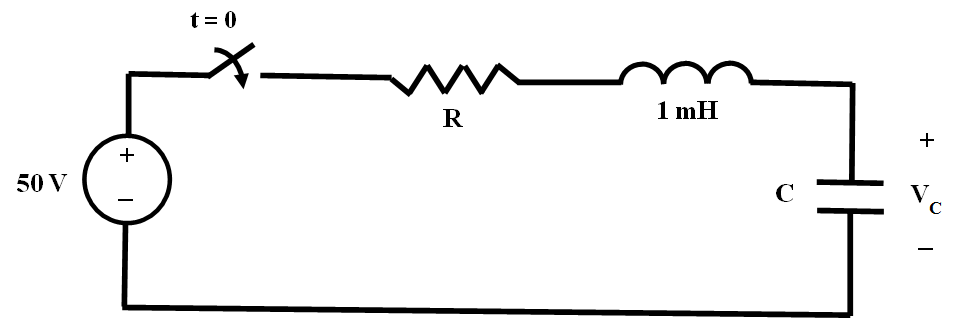 t = 0
R
1 mH
+
50 V
–
C
+
V_C
–